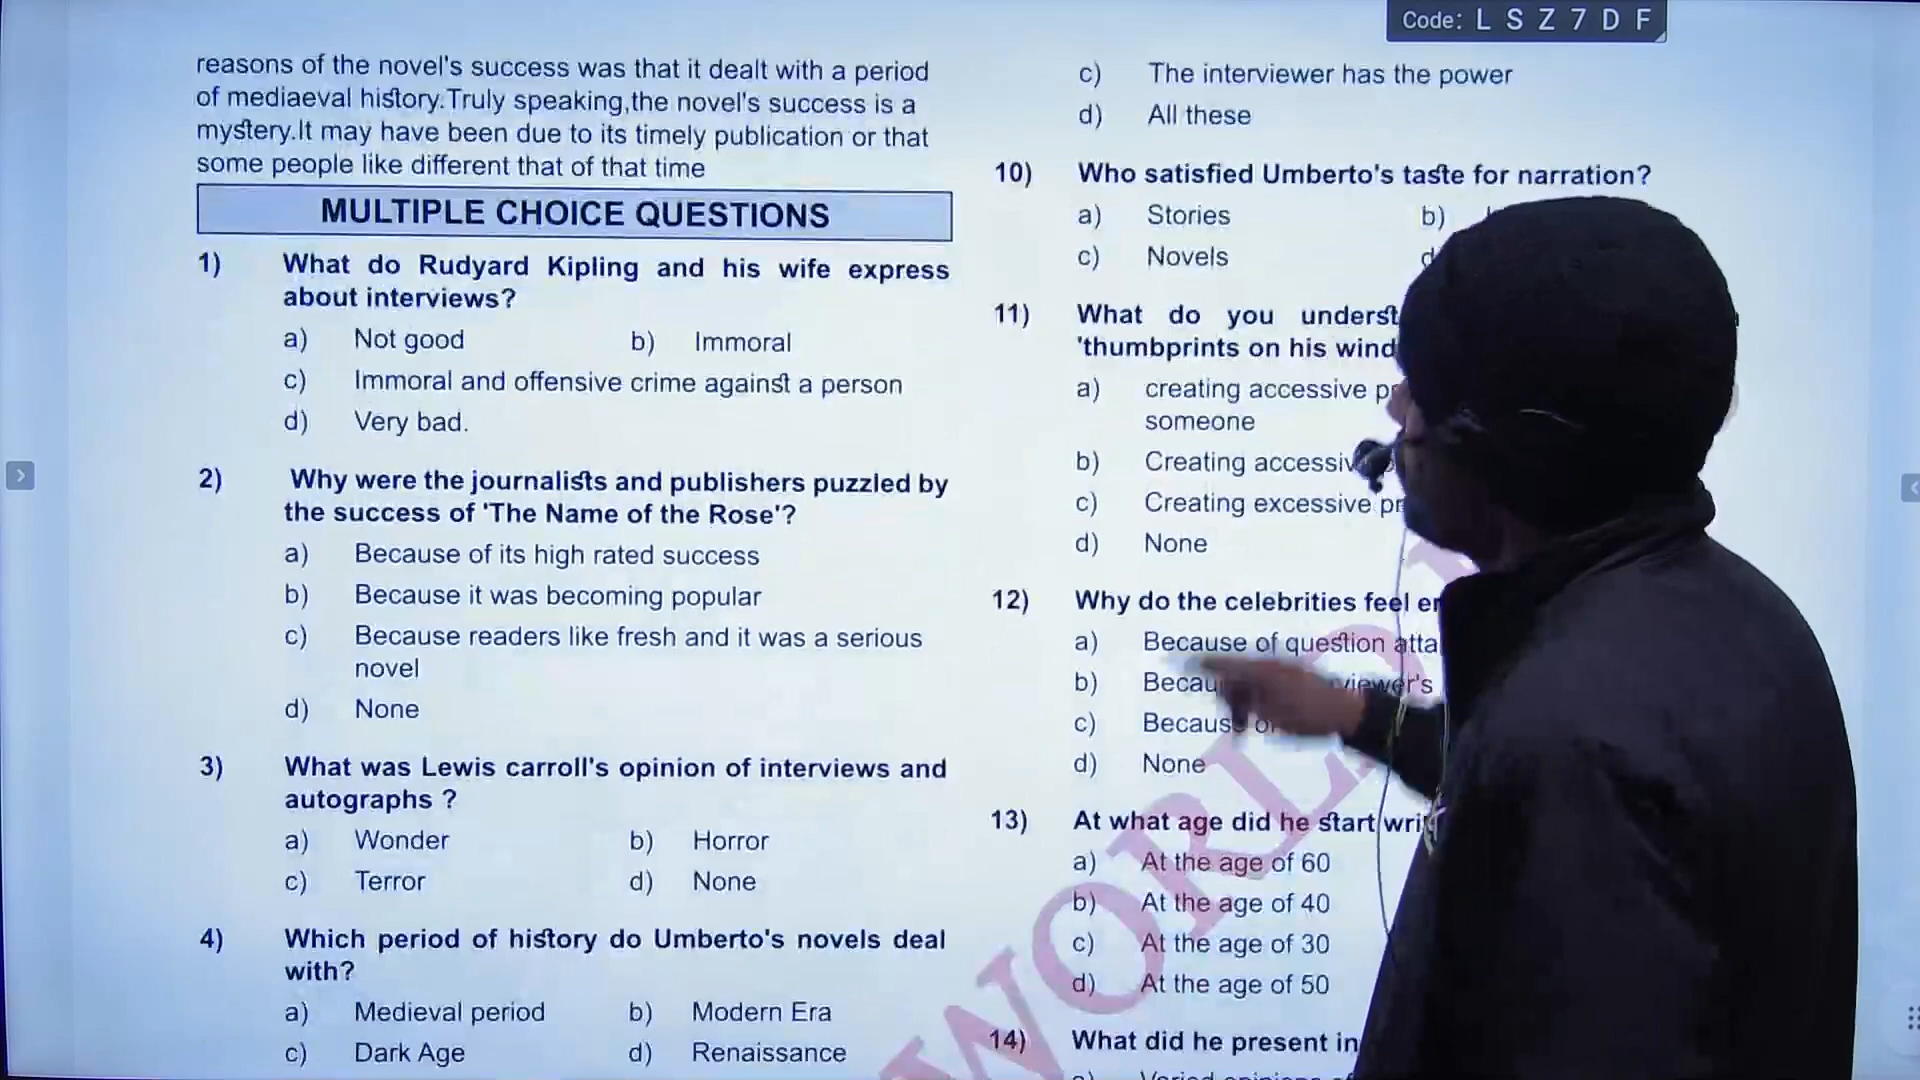 Code: L S Z 7 D F
reasons of the novel's success was that it dealt with a period
of mediaeval history.Truly speaking,the novel's success is a
mystery.It may have been due to its timely publication or that
some people like different that of that time
MULTIPLE CHOICE QUESTIONS
1) What do Rudyard Kipling and his wife express
about interviews?
a) Not good b) Immoral
c) Immoral and offensive crime against a person
d) Very bad.
2) Why were the journalists and publishers puzzled by
the success of 'The Name of the Rose'?
a) Because of its high rated success
b) Because it was becoming popular
c) Because readers like fresh and it was a serious
novel
d) None
3) What was Lewis carroll's opinion of interviews and
autographs ?
a) Wonder b) Horror
c) Terror d) None
4) Which period of history do Umberto's novels deal
with?
a) Medieval period b) Modern Era
c) Dark Age d) Renaissance
c) The interviewer has the power
d) All these
10) Who satisfied Umberto's taste for narration?
a) Stories b)
c) Novels d
11) What do you
'thumbprints on his
a) creating accessive
someone
b) Creating
c) Creating excessive
d) None
12) Why do the celebrities feel
a) Because of question
b)
c)
d) None
13) At what age did he start
a) At the age of 60
b) At the age of 40
c) At the age of 30
d) At the age of 50
14) What did he present in
WORLD